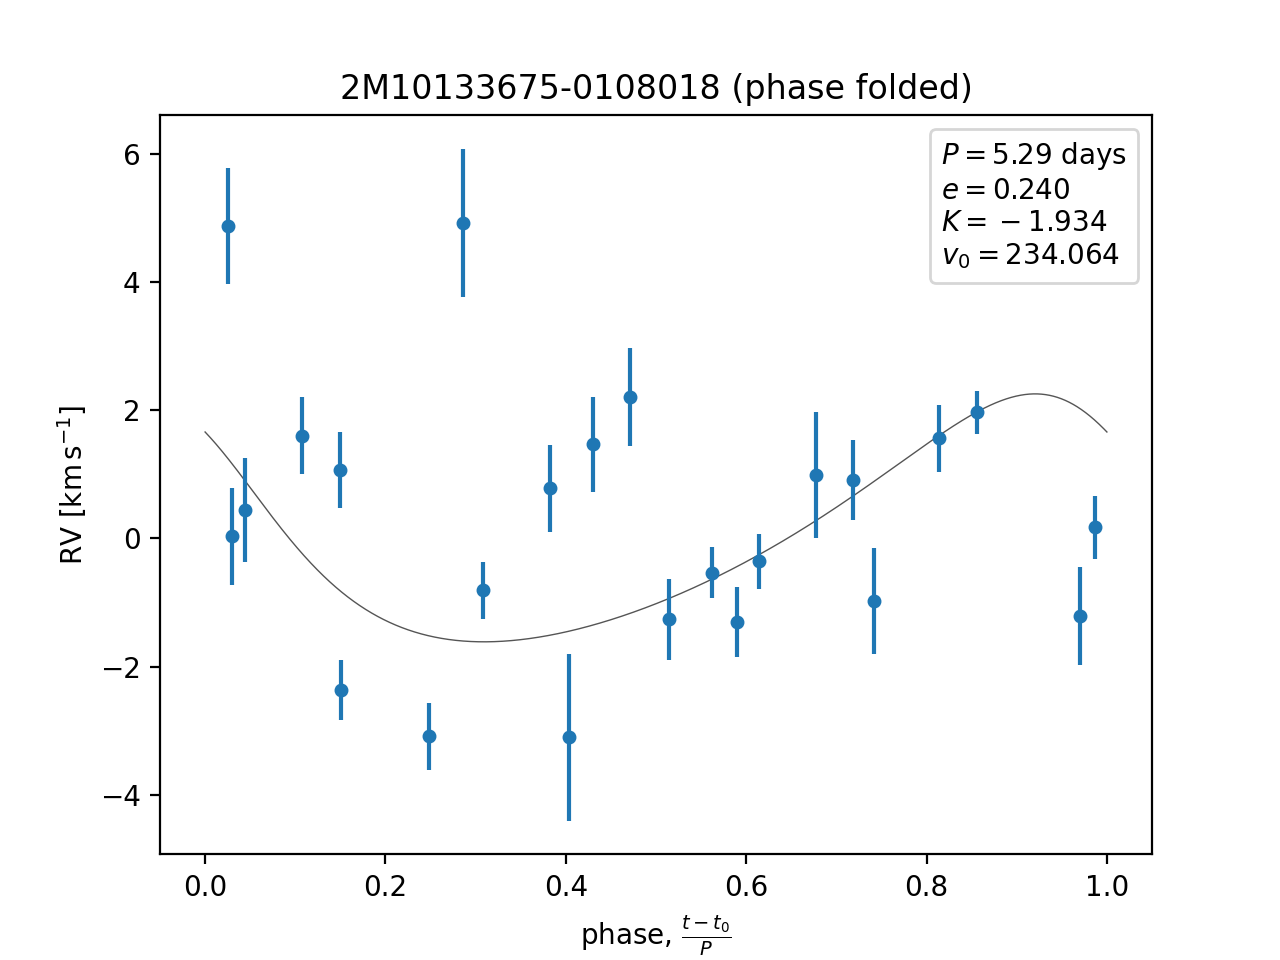 2M10133675-0108018 (phase folded)
P = 5.29 days
e = 0.240
K = −1.934
v₀ = 234.064
RV [km s⁻¹]
6
4
2
0
−2
−4
0.0 0.2 0.4 0.6 0.8 1.0
phase, (t − t₀)/P